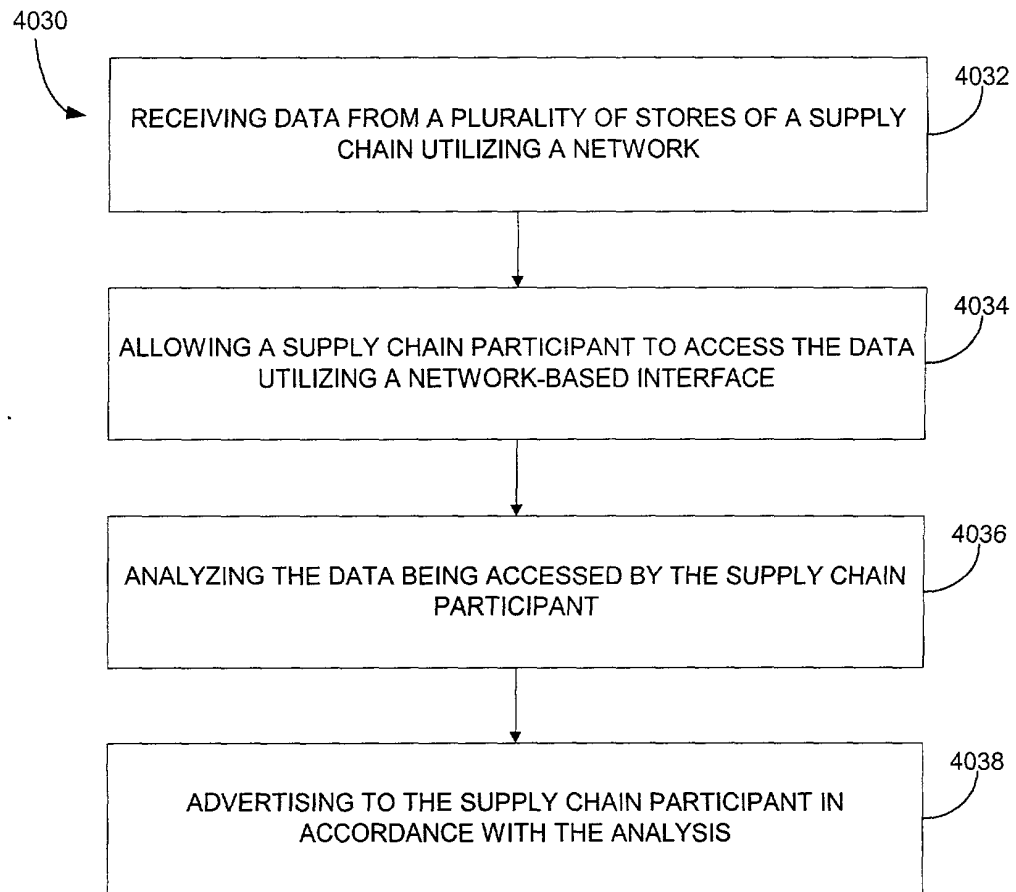 4030
4032
RECEIVING DATA FROM A PLURALITY OF STORES OF A SUPPLY
CHAIN UTILIZING A NETWORK
4034
ALLOWING A SUPPLY CHAIN PARTICIPANT TO ACCESS THE DATA
UTILIZING A NETWORK-BASED INTERFACE
4036
ANALYZING THE DATA BEING ACCESSED BY THE SUPPLY CHAIN
PARTICIPANT
4038
ADVERTISING TO THE SUPPLY CHAIN PARTICIPANT IN
ACCORDANCE WITH THE ANALYSIS